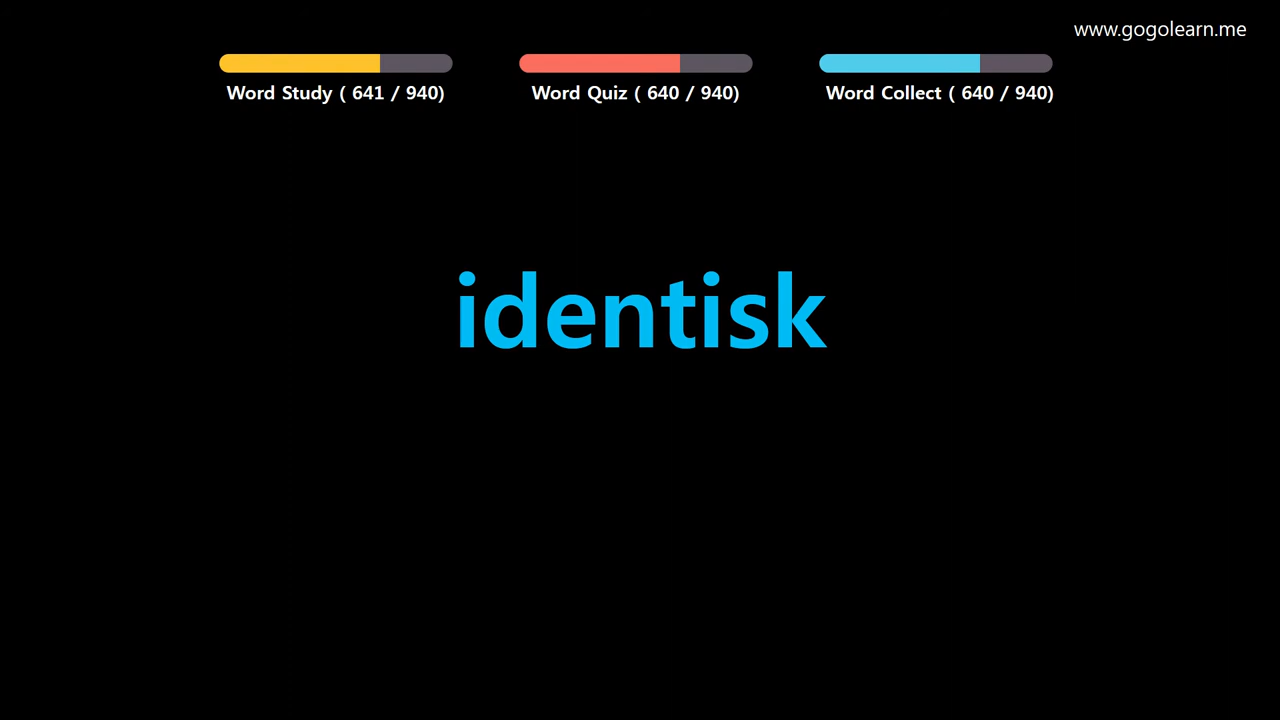 www.gogolearn.me
Word Study ( 641 / 940)
Word Quiz ( 640 / 940)
Word Collect ( 640 / 940)
identisk